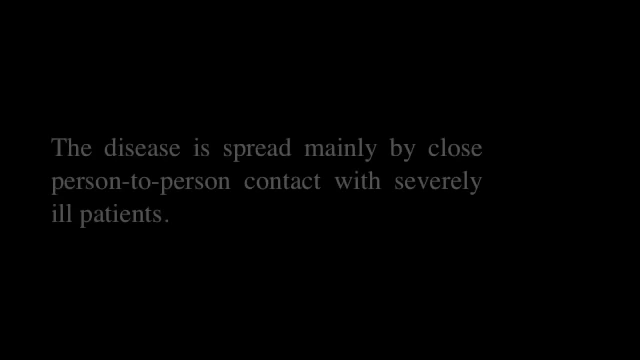 The disease is spread mainly by close
person-to-person contact with severely
ill patients.